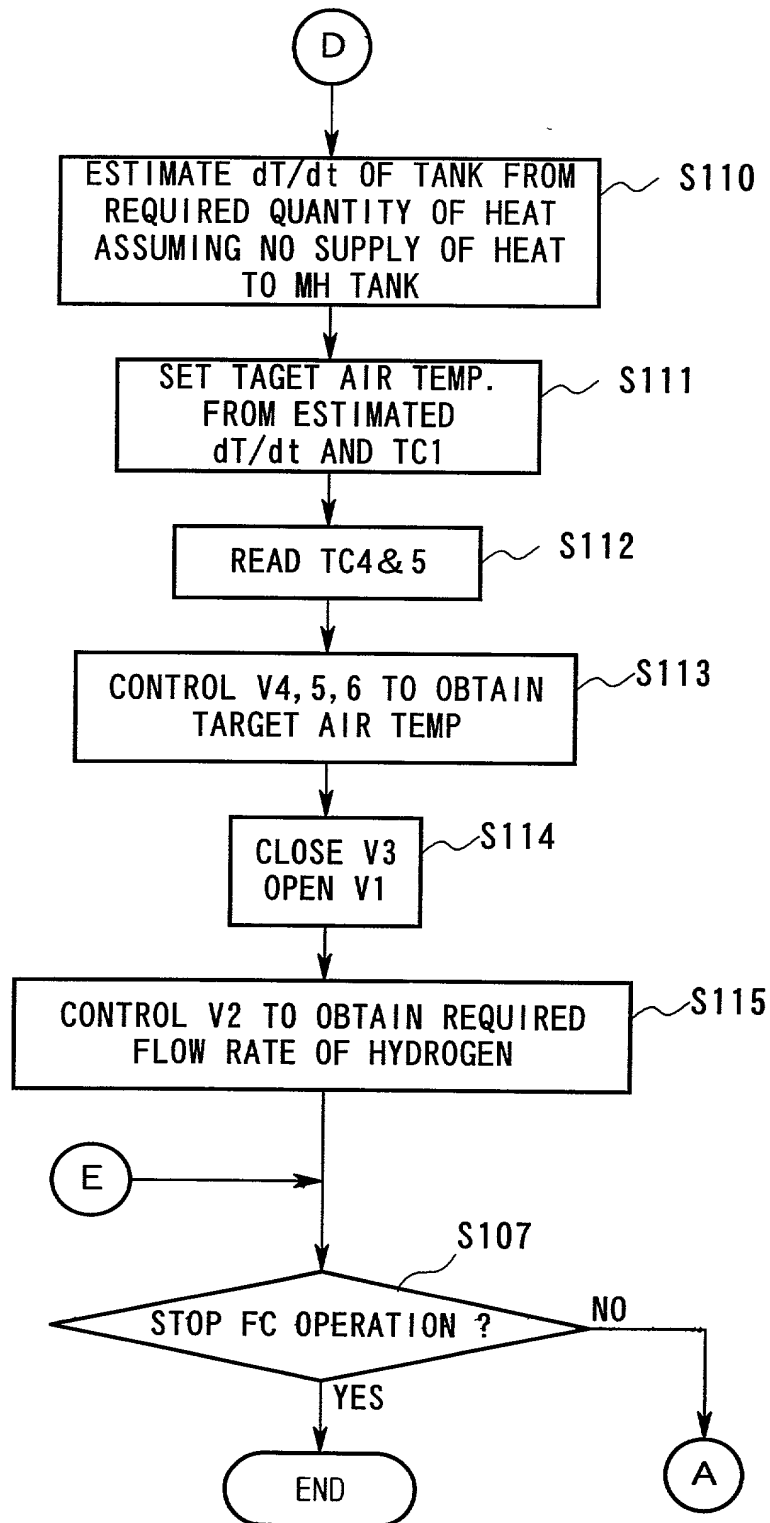 D
ESTIMATE dT/dt OF TANK FROM
REQUIRED QUANTITY OF HEAT
ASSUMING NO SUPPLY OF HEAT
TO MH TANK
S110
SET TAGET AIR TEMP.
FROM ESTIMATED
dT/dt AND TC1
S111
READ TC4&5
S112
CONTROL V4,5,6 TO OBTAIN
TARGET AIR TEMP
S113
CLOSE V3
OPEN V1
S114
CONTROL V2 TO OBTAIN REQUIRED
FLOW RATE OF HYDROGEN
S115
E
S107
STOP FC OPERATION ?
NO
YES
END
A